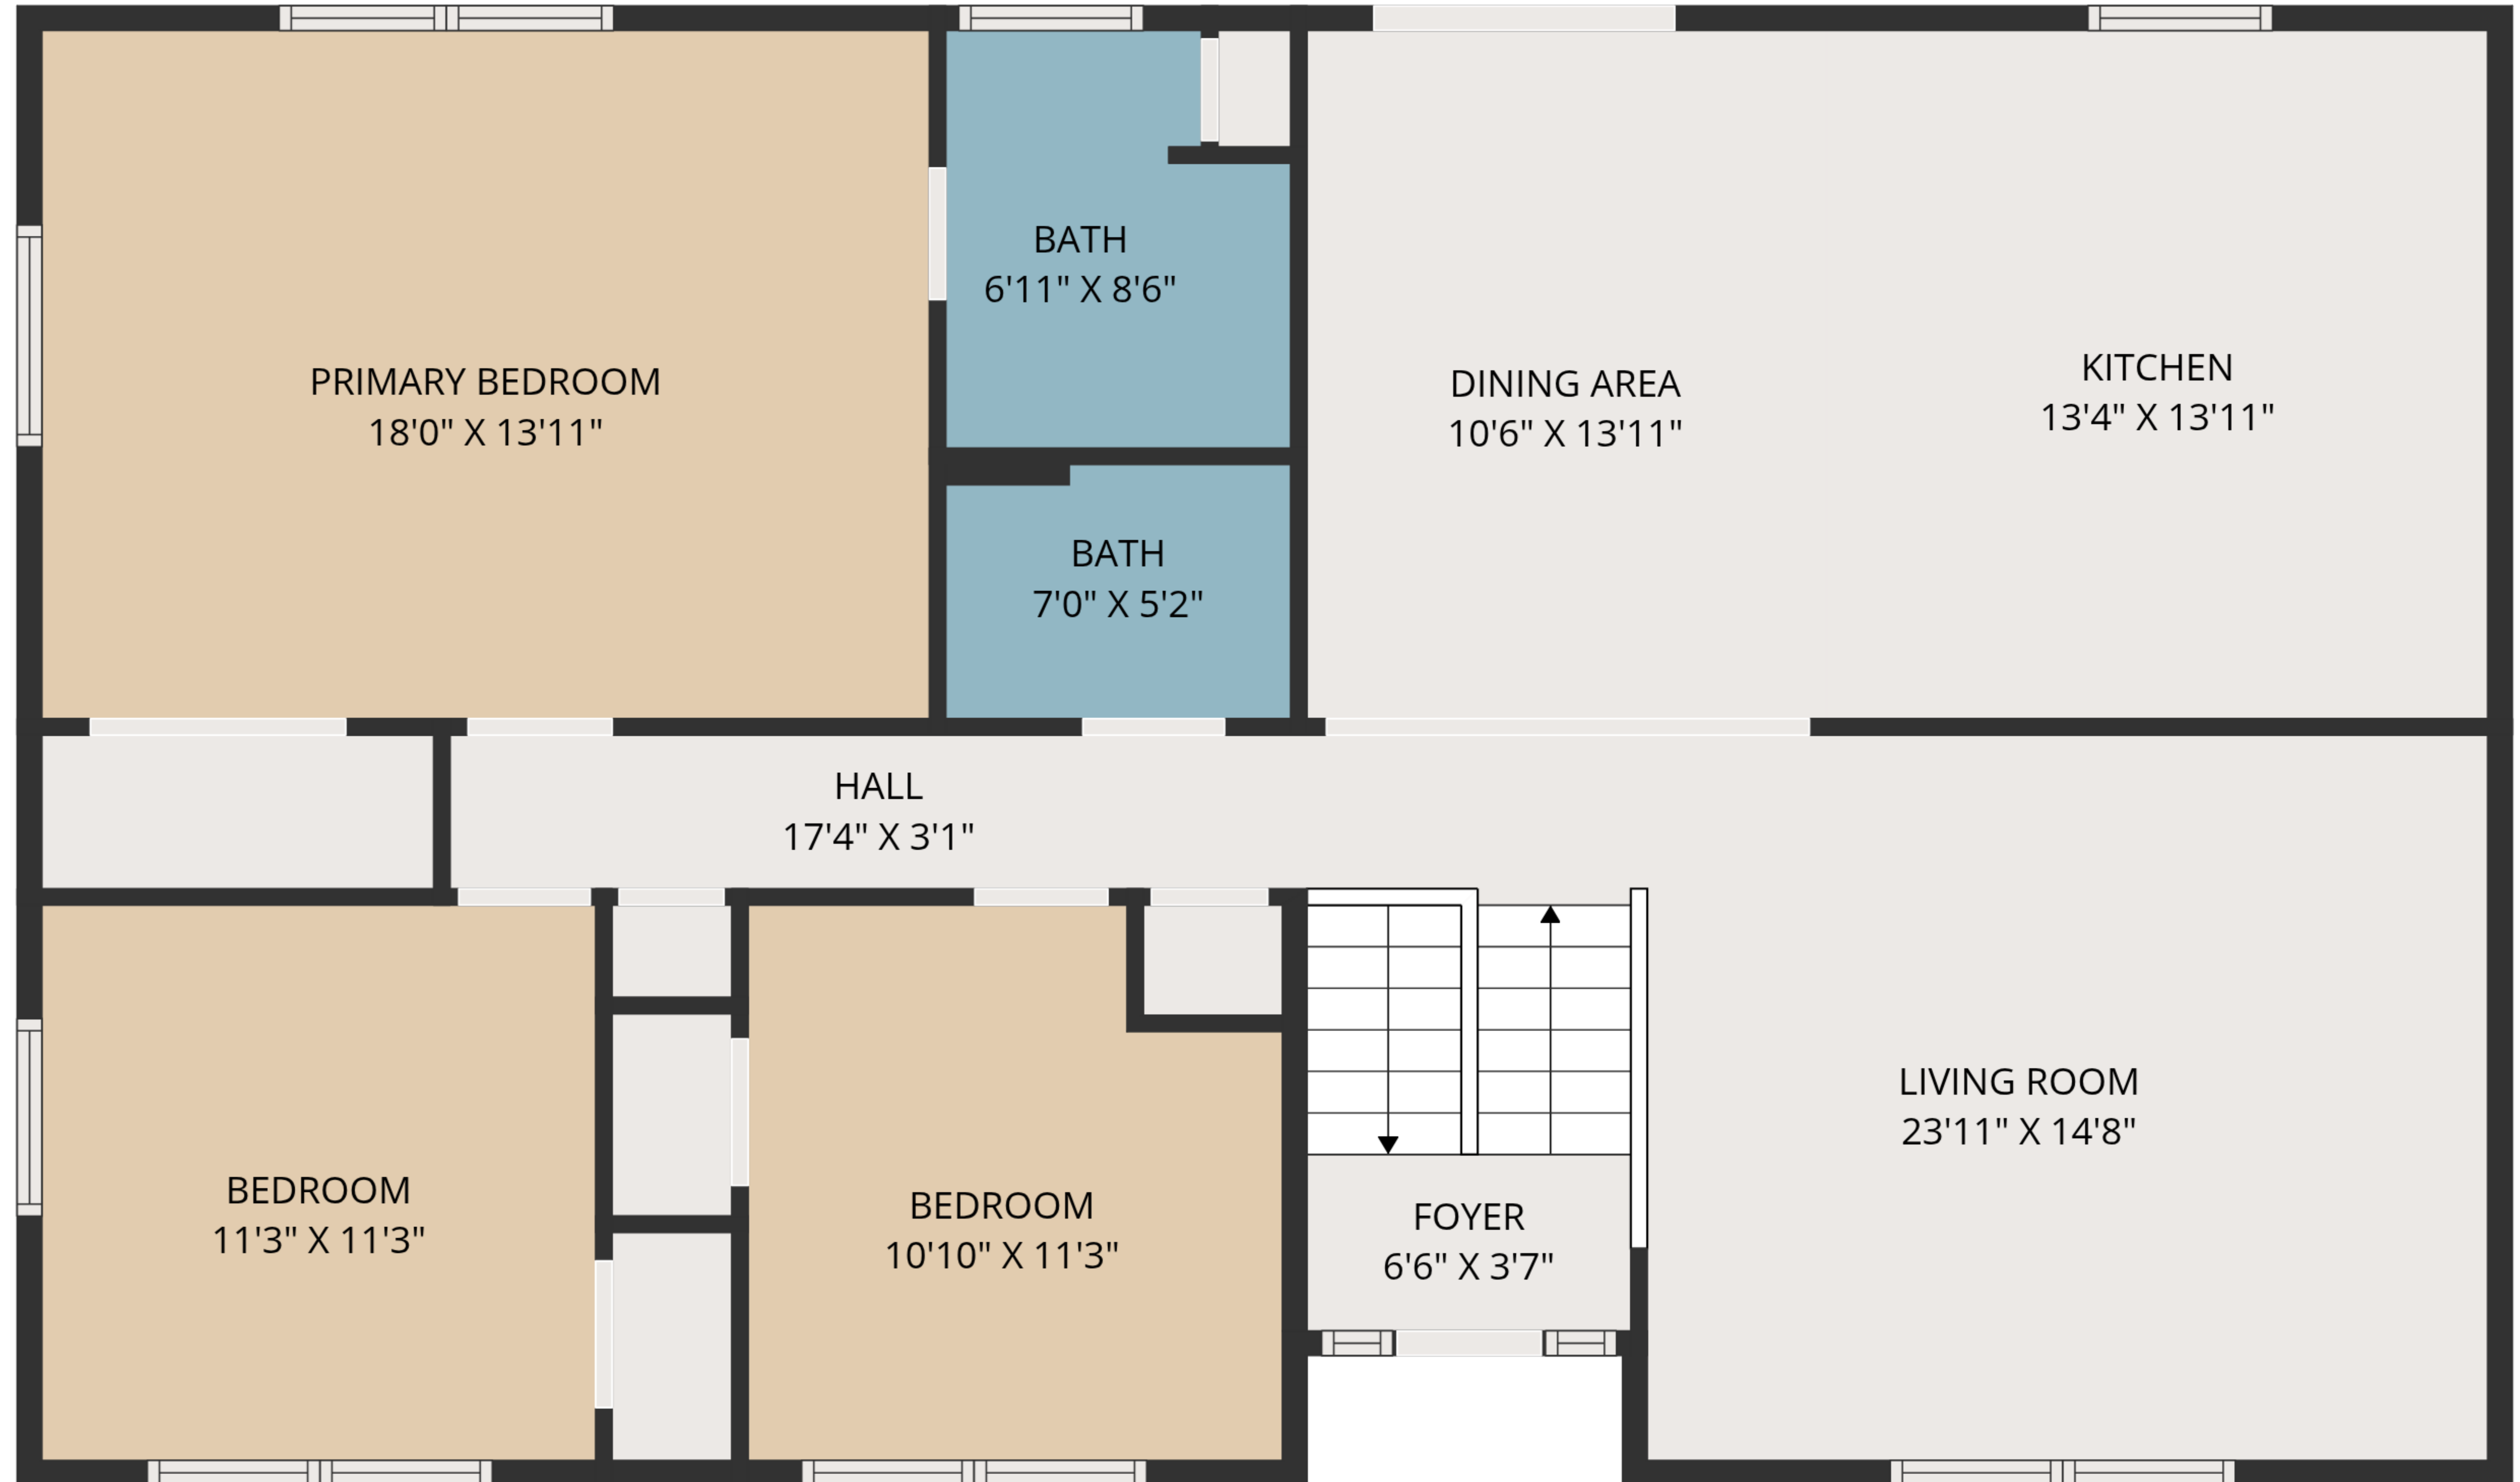 BATH
6'11" X 8'6"
PRIMARY BEDROOM
18'0" X 13'11"
DINING AREA
10'6" X 13'11"
KITCHEN
13'4" X 13'11"
BATH
7'0" X 5'2"
HALL
17'4" X 3'1"
LIVING ROOM
23'11" X 14'8"
BEDROOM
11'3" X 11'3"
BEDROOM
10'10" X 11'3"
FOYER
6'6" X 3'7"